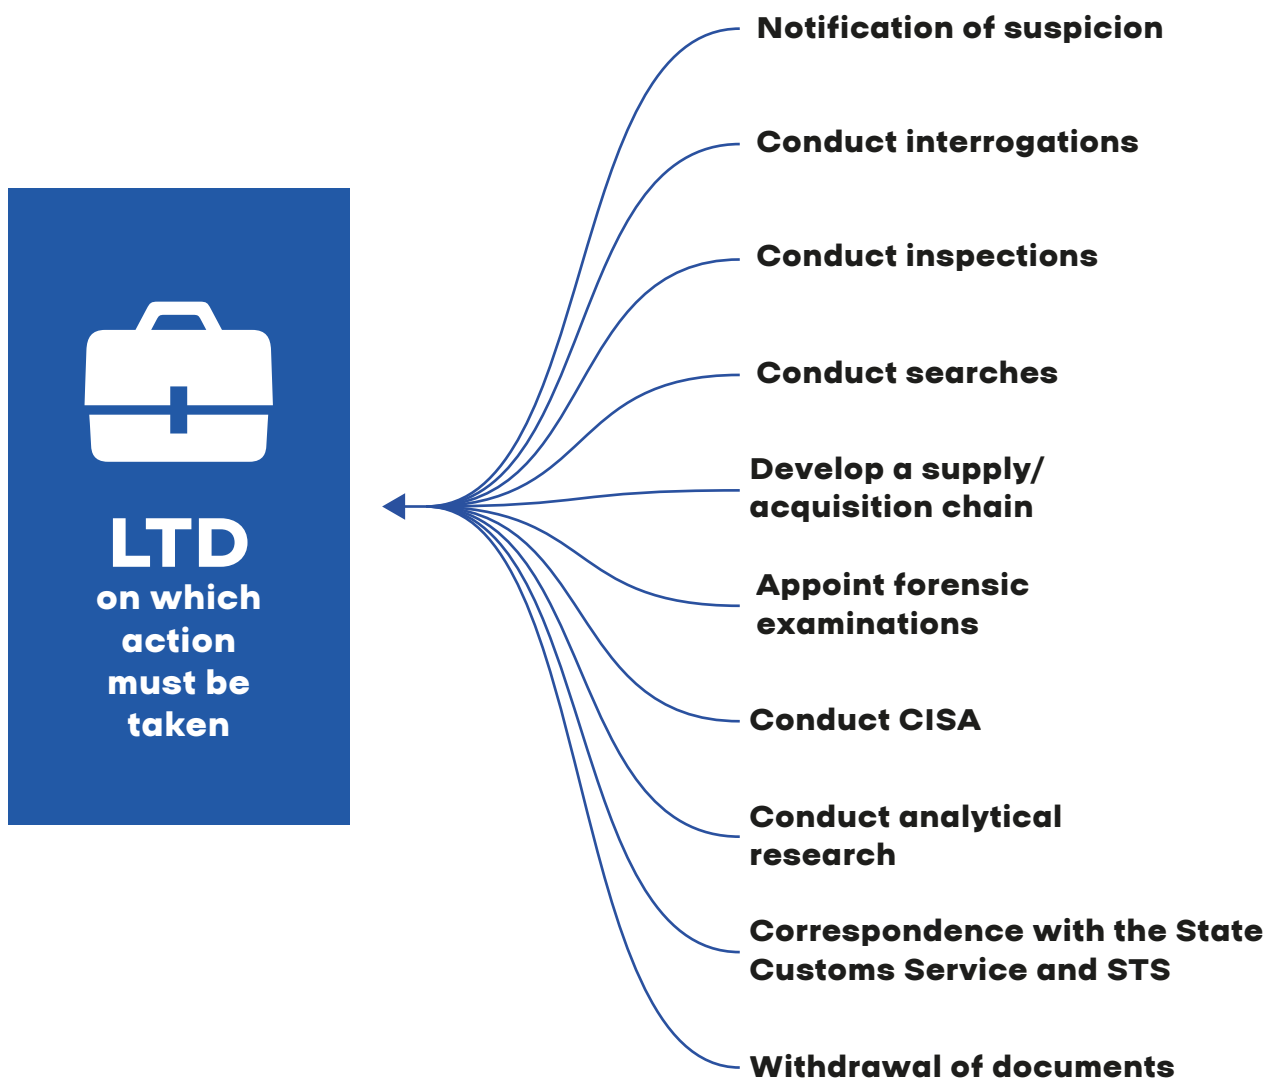 LTD
on which
action
must be
taken
Notification of suspicion
Conduct interrogations
Conduct inspections
Conduct searches
Develop a supply/
acquisition chain
Appoint forensic
examinations
Conduct CISA
Conduct analytical
research
Correspondence with the State
Customs Service and STS
Withdrawal of documents